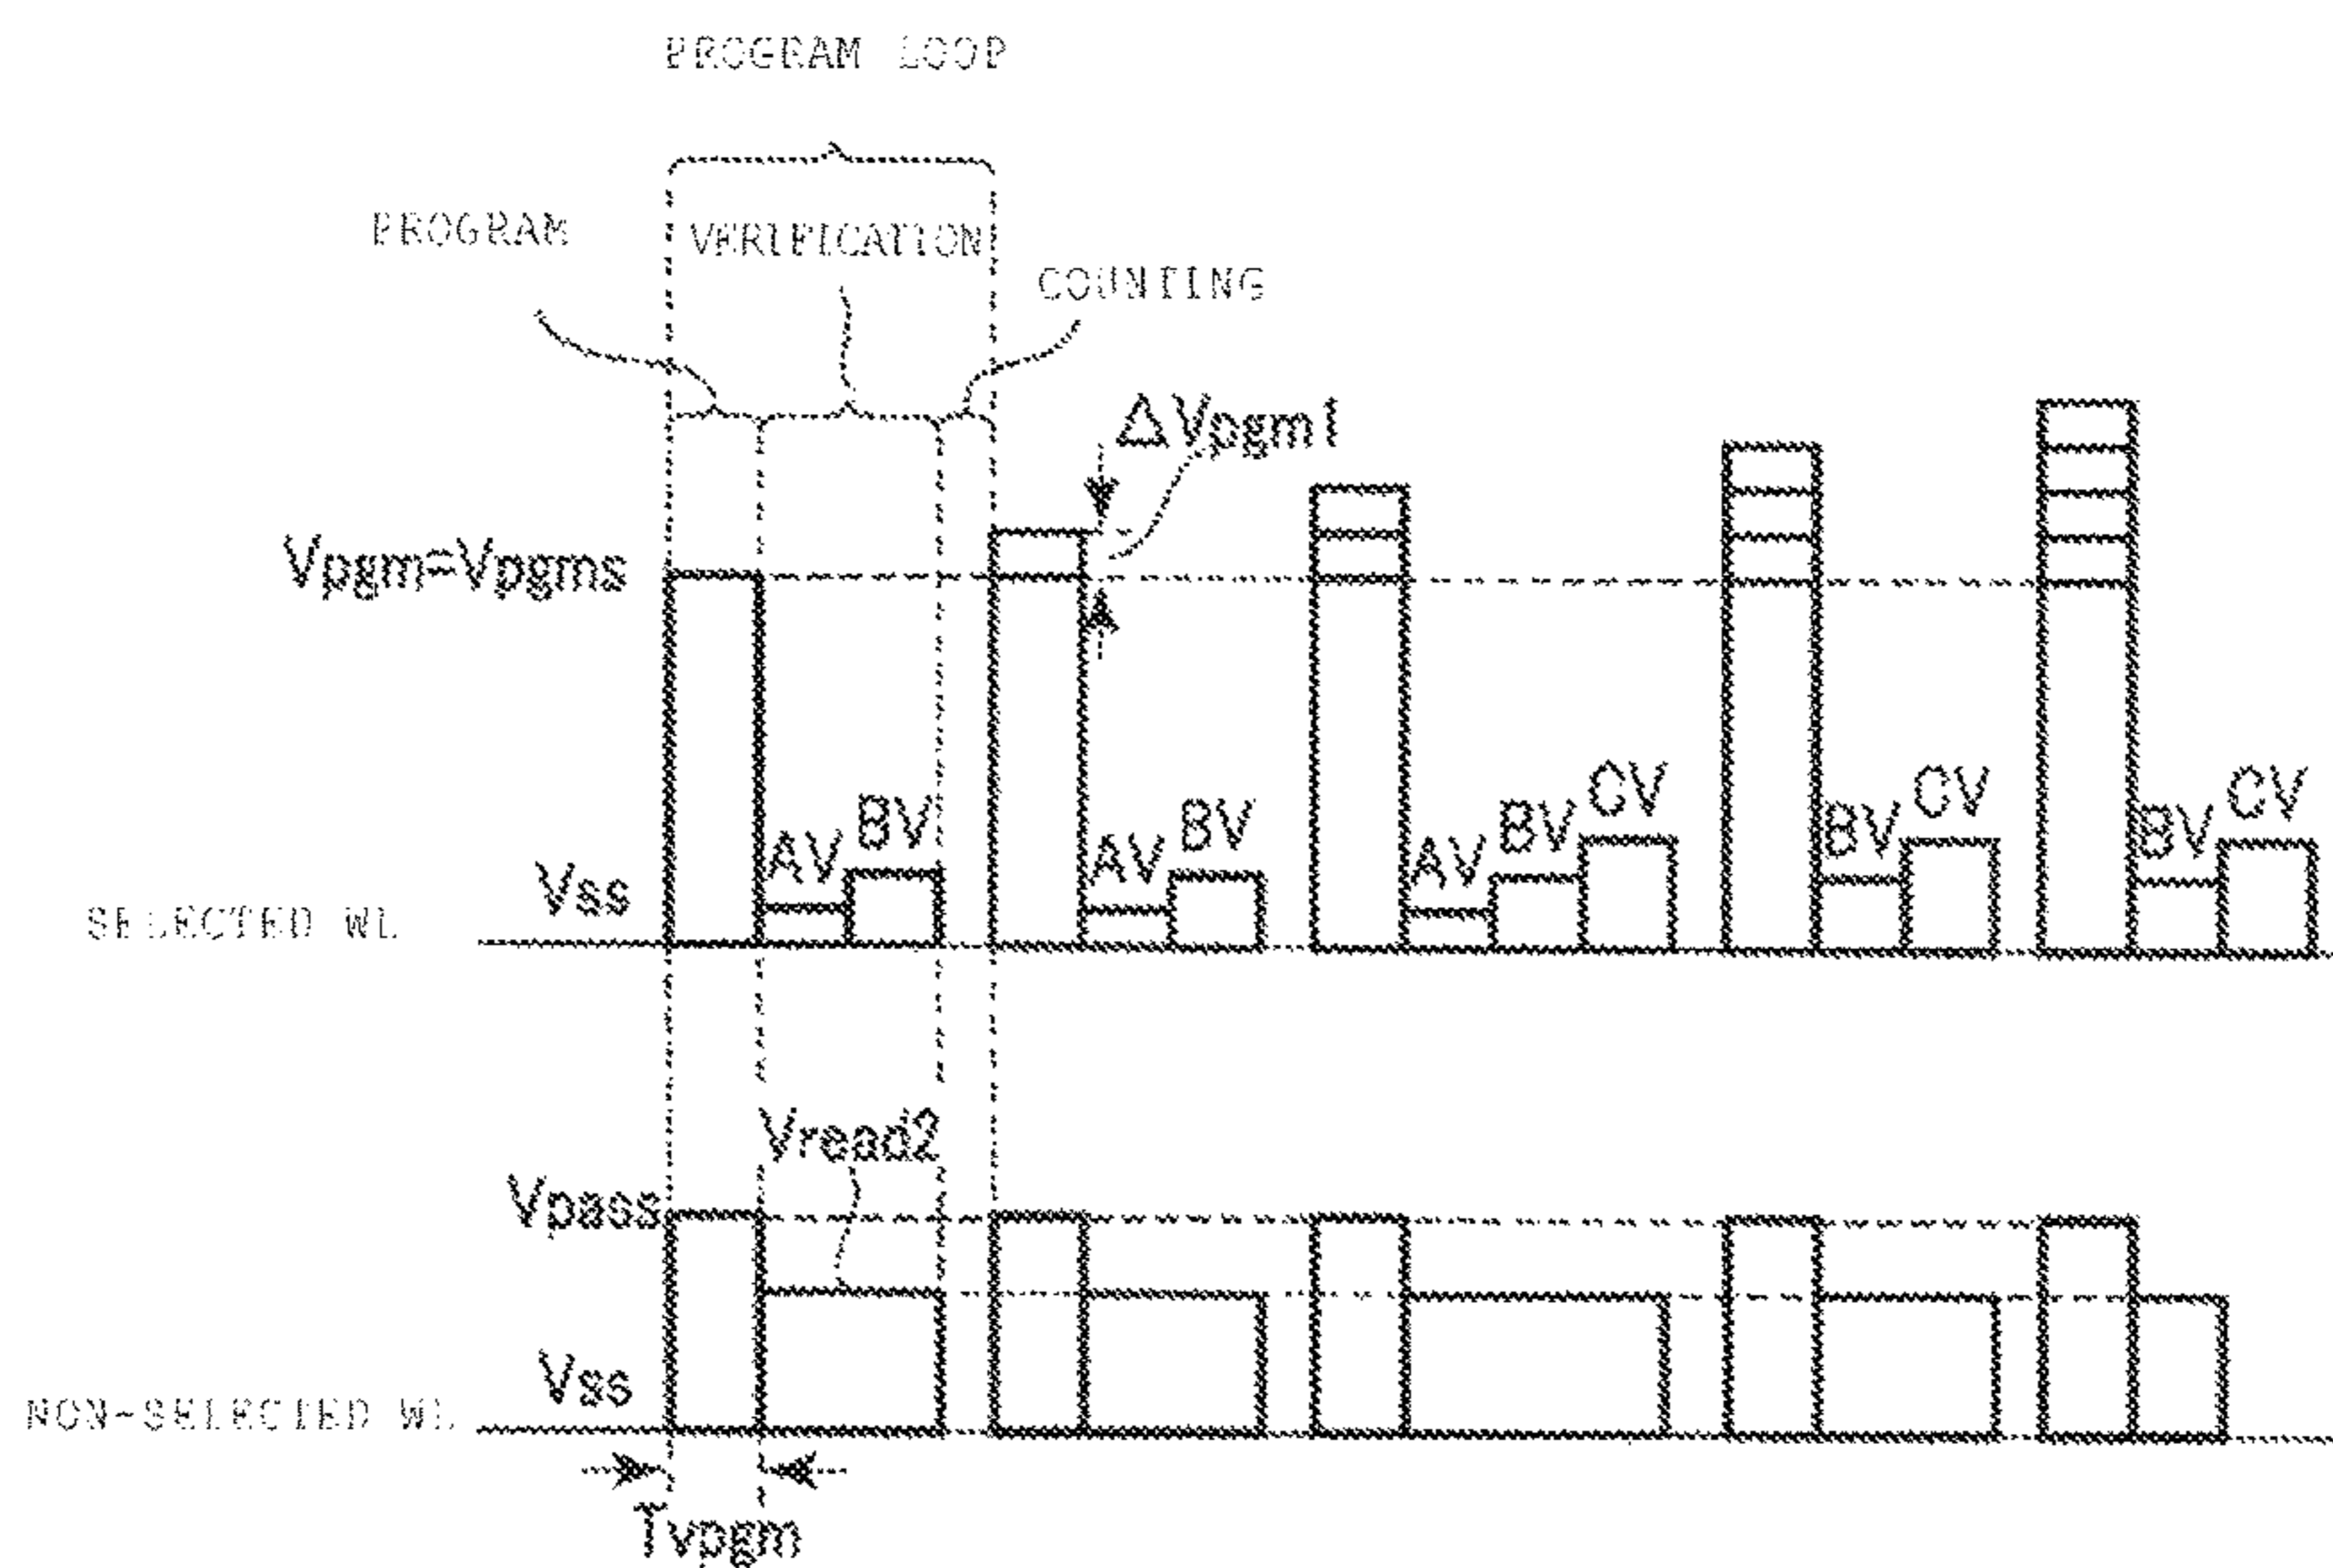 PROGRAM LOOP
PROGRAM
VERIFICATION
COUNTING
ΔVpgm1
Vpgm=Vpgms
AV
BV
AV
BV
AV
BV
CV
BV
CV
BV
CV
Vss
SELECTED WL
Vread2
Vpass
Vss
NON-SELECTED WL
Tvpgm